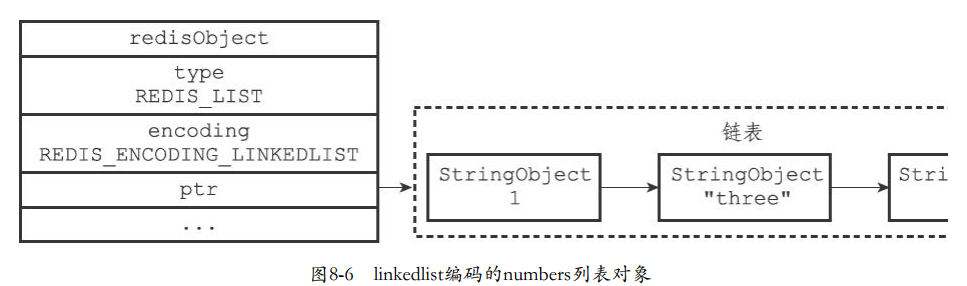 redisObject
type
REDIS_LIST
encoding
REDIS_ENCODING_LINKEDLIST
ptr
...
链表
StringObject
1
StringObject
"three"
Stri
图8-6 linkedlist编码的numbers列表对象